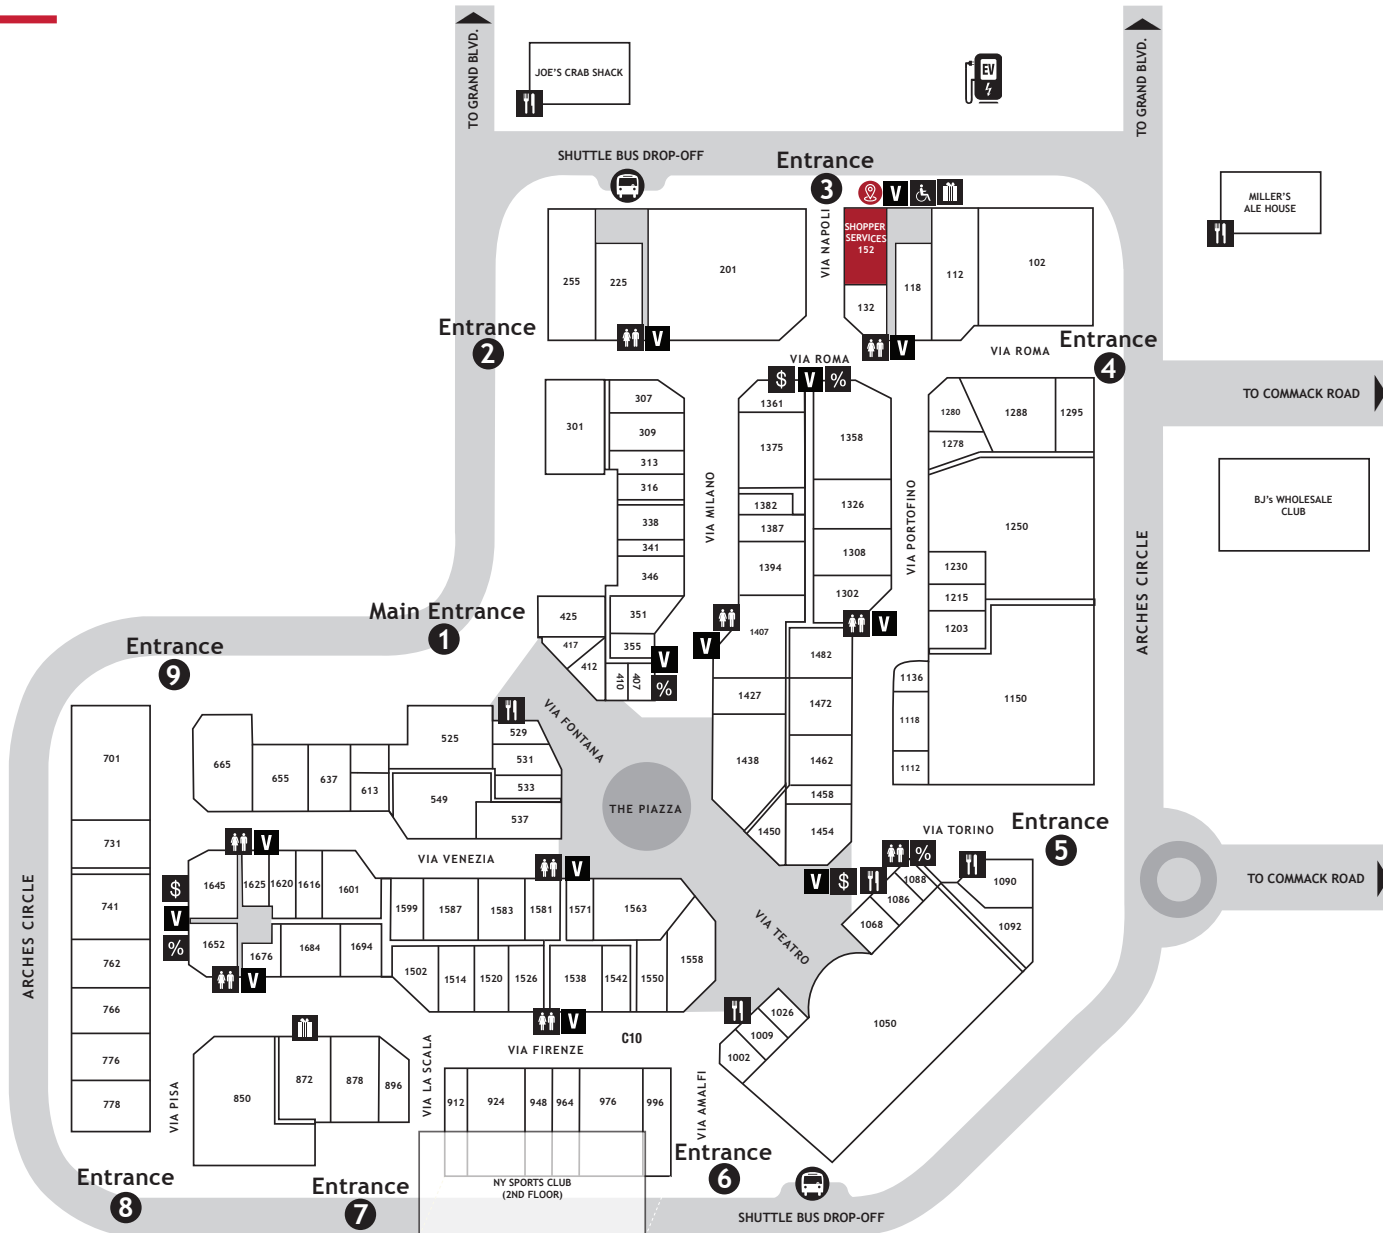 TO GRAND BLVD.
TO GRAND BLVD.
JOE'S CRAB SHACK
EV
SHUTTLE BUS DROP-OFF
Entrance
3
V
MILLER'S
ALE HOUSE
VIA NAPOLI
SHOPPER
SERVICES
152
255
225
201
132
118
112
102
Entrance
2
V
V
VIA ROMA
VIA ROMA
Entrance
4
$
V
%
TO COMMACK ROAD
301
307
309
313
316
338
341
346
351
355
VIA MILANO
1361
1375
1382
1387
1394
1407
1358
1326
1308
1302
VIA PORTOFINO
1280
1278
1288
1295
1250
1230
1215
1203
BJ's WHOLESALE
CLUB
ARCHES CIRCLE
Main Entrance
1
425
417
412
410
407
V
%
V
V
1427
1438
1450
1482
1472
1462
1458
1454
1136
1118
1112
1150
Entrance
9
701
731
741
762
766
776
778
665
655
637
613
525
549
529
531
533
537
VIA FONTANA
THE PIAZZA
VIA VENEZIA
VIA TORINO
Entrance
5
V
V
%
V
$
TO COMMACK ROAD
ARCHES CIRCLE
$
V
%
1645
1625
1620
1616
1601
1599
1587
1583
1581
1571
1563
1652
1676
1684
1694
1502
1514
1520
1526
1538
1542
1550
1558
V
V
VIA TEATRO
1088
1086
1068
1090
1092
1026
1009
1002
1050
C10
VIA FIRENZE
VIA PISA
850
872
878
896
VIA LA SCALA
912
924
948
964
976
996
VIA AMALFI
NY SPORTS CLUB
(2ND FLOOR)
Entrance
8
Entrance
7
Entrance
6
SHUTTLE BUS DROP-OFF